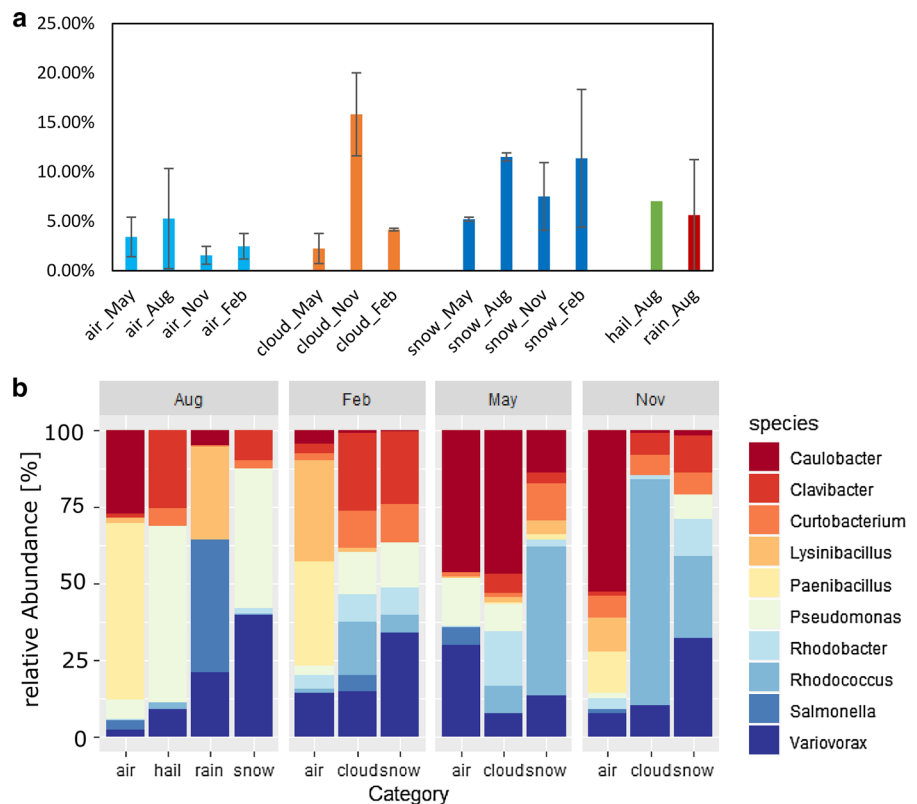 a
25.00%
20.00%
15.00%
10.00%
5.00%
0.00%
air_May
air_Aug
air_Nov
air_Feb
cloud_May
cloud_Nov
cloud_Feb
snow_May
snow_Aug
snow_Nov
snow_Feb
hail_Aug
rain_Aug
b
Aug Feb May Nov
relative Abundance [%]
100
75
50
25
0
air hail rain snow air cloud snow air cloud snow air cloud snow
Category
species
Caulobacter
Clavibacter
Curtobacterium
Lysinibacillus
Paenibacillus
Pseudomonas
Rhodobacter
Rhodococcus
Salmonella
Variovorax